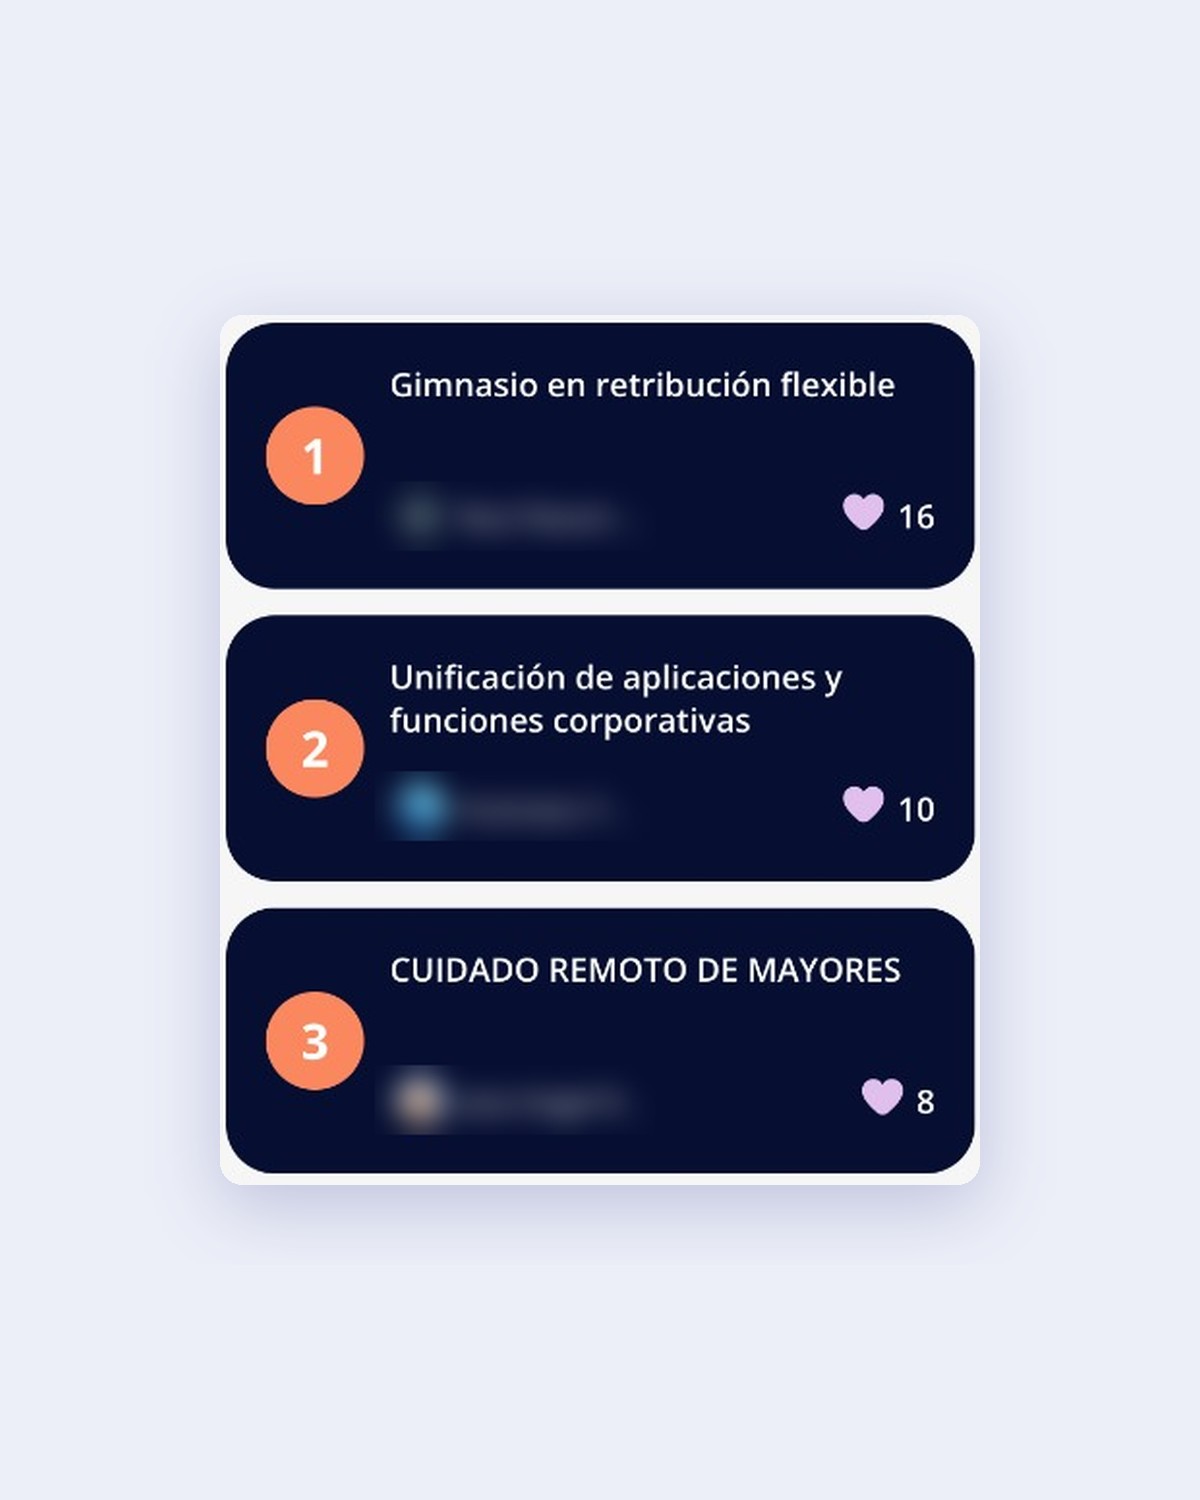 Gimnasio en retribución flexible
1
16
Unificación de aplicaciones y
funciones corporativas
2
10
CUIDADO REMOTO DE MAYORES
3
8